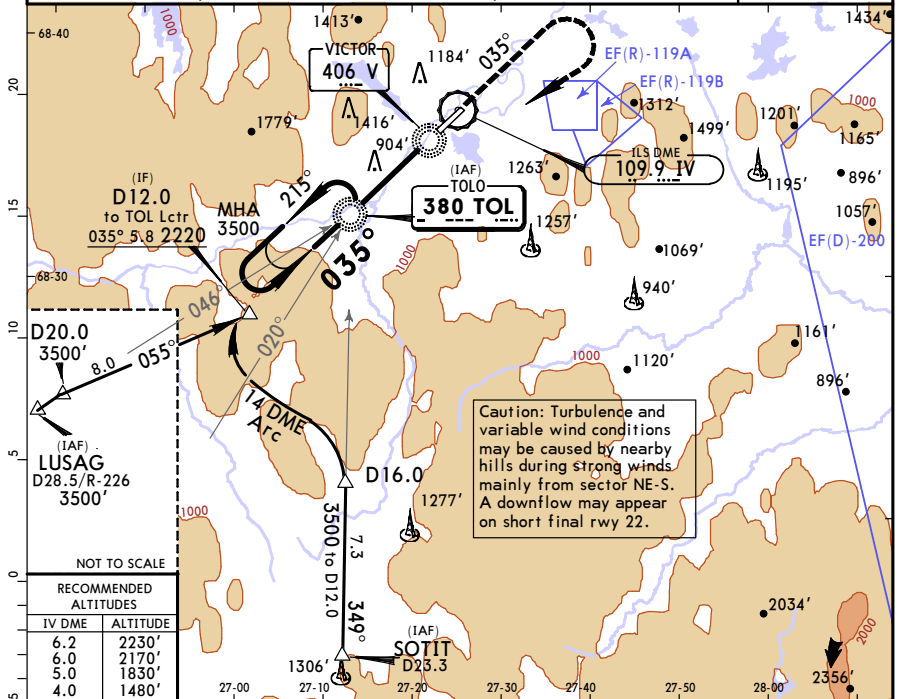 68-40
1000
1413'
1434'
VICTOR
406 V
1184'
035°
EF(R)-119A
EF(R)-119B
20
1312'
1201'
1000
1165'
1779'
1416'
904'
1499'
ILS DME
109.9 IV
1263'
1195'
896'
(IAF)
TOLO
380 TOL
(IF)
D12.0
to TOL Lctr
035° 5.8 2220
MHA
3500
215°
1257'
1057'
15
035°
1069'
EF(D)-200
1000
68-30
940'
046°
10
D20.0
3500'
8.0
055°
020°
1161'
1000
1120'
896'
14 DME
Arc
(IAF)
LUSAG
D28.5/R-226
3500'
Caution: Turbulence and
variable wind conditions
may be caused by nearby
hills during strong winds
mainly from sector NE-S.
A downflow may appear
on short final rwy 22.
5
D16.0
1277'
1000
3500 to D12.0
7.3
349°
NOT TO SCALE
0
RECOMMENDED
ALTITUDES
IV DME ALTITUDE
6.2 2230'
6.0 2170'
5.0 1830'
4.0 1480'
2034'
2000
(IAF)
SOTIT
D23.3
1306'
2356'
5
27-00
27-10
27-20
27-30
27-40
27-50
28-00